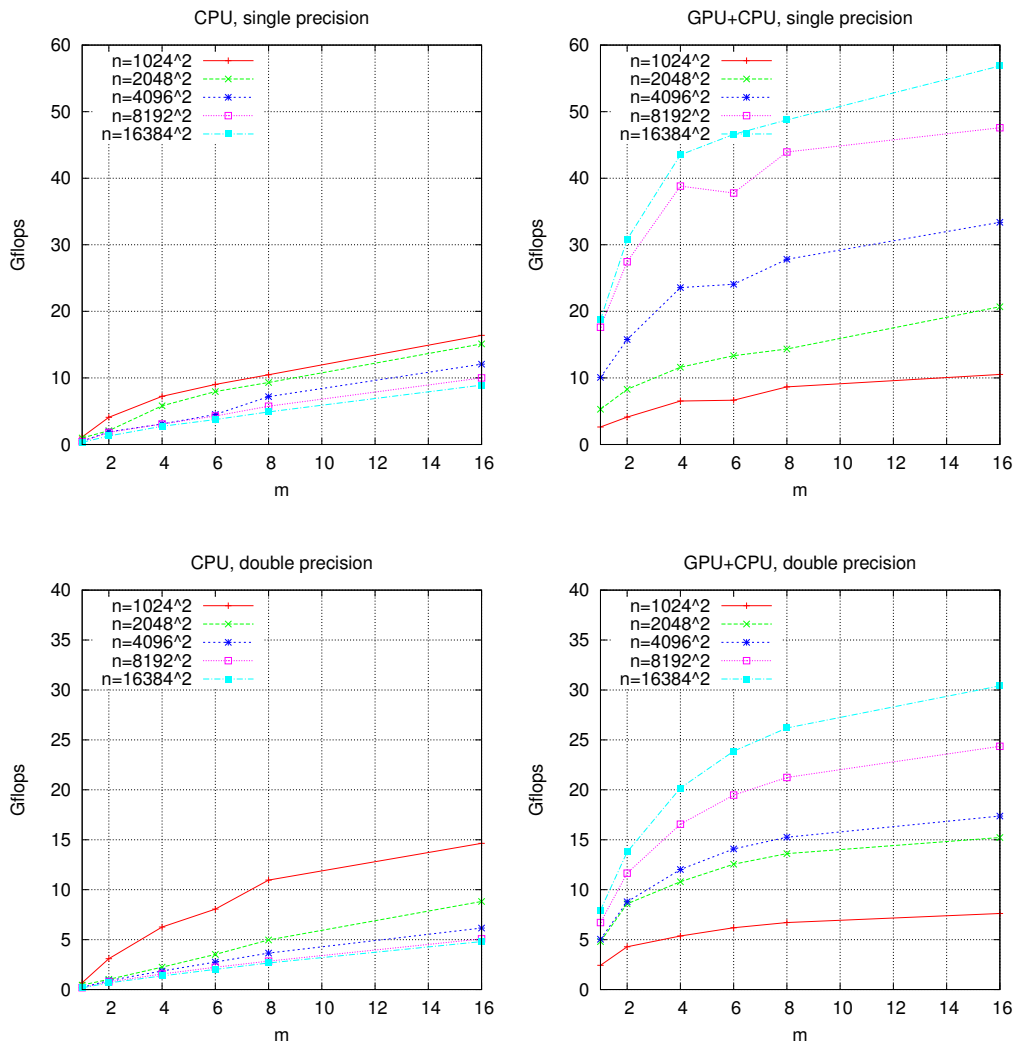 CPU, single precision
60
50
40
30
20
10
0
Gflops
n=1024^2
n=2048^2
n=4096^2
n=8192^2
n=16384^2
2 4 6 8 10 12 14 16
m
GPU+CPU, single precision
60
50
40
30
20
10
0
Gflops
n=1024^2
n=2048^2
n=4096^2
n=8192^2
n=16384^2
2 4 6 8 10 12 14 16
m
CPU, double precision
40
35
30
25
20
15
10
5
0
Gflops
n=1024^2
n=2048^2
n=4096^2
n=8192^2
n=16384^2
2 4 6 8 10 12 14 16
m
GPU+CPU, double precision
40
35
30
25
20
15
10
5
0
Gflops
n=1024^2
n=2048^2
n=4096^2
n=8192^2
n=16384^2
2 4 6 8 10 12 14 16
m